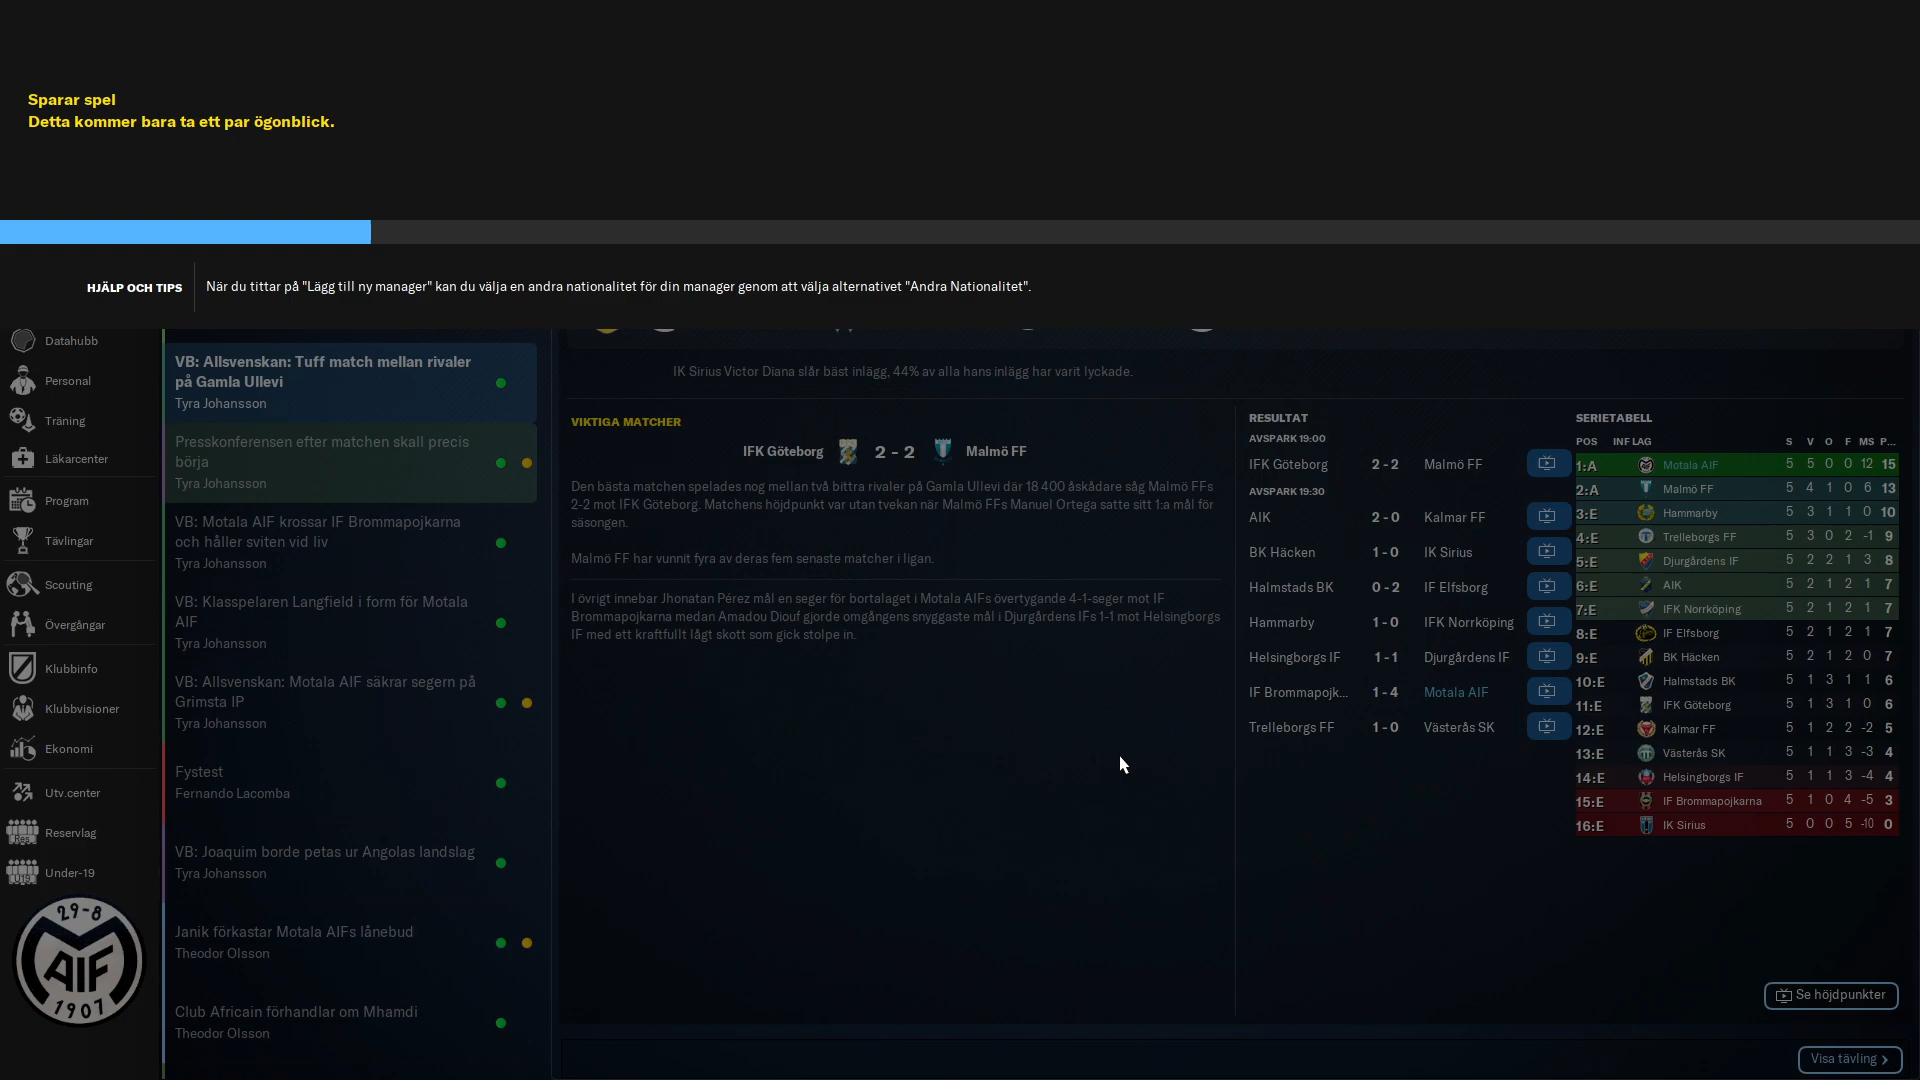 Sparar spel
Detta kommer bara ta ett par ögonblick.
HJÄLP OCH TIPS
När du tittar på "Lägg till ny manager" kan du välja en andra nationalitet för din manager genom att välja alternativet "Andra Nationalitet".
Datahubb
Personal
Träning
Läkarcenter
Program
Tävlingar
Scouting
Övergångar
Klubbinfo
Klubbvisioner
Ekonomi
Utv.center
Res
Reservlag
U19
Under-19
29-8
AIF
1907
VB: Allsvenskan: Tuff match mellan rivaler
på Gamla Ullevi
Tyra Johansson
Presskonferensen efter matchen skall precis
börja
Tyra Johansson
VB: Motala AIF krossar IF Brommapojkarna
och håller sviten vid liv
Tyra Johansson
VB: Klasspelaren Langfield i form för Motala
AIF
Tyra Johansson
VB: Allsvenskan: Motala AIF säkrar segern på
Grimsta IP
Tyra Johansson
Fystest
Fernando Lacomba
VB: Joaquim borde petas ur Angolas landslag
Tyra Johansson
Janik förkastar Motala AIFs lånebud
Theodor Olsson
Club Africain förhandlar om Mhamdi
Theodor Olsson
IK Sirius Victor Diana slår bäst inlägg, 44% av alla hans inlägg har varit lyckade.
VIKTIGA MATCHER
IFK Göteborg 2 - 2 Malmö FF
Den bästa matchen spelades nog mellan två bittra rivaler på Gamla Ullevi där 18 400 åskådare såg Malmö FFs
2-2 mot IFK Göteborg. Matchens höjdpunkt var utan tvekan när Malmö FFs Manuel Ortega satte sitt 1:a mål för
säsongen.
Malmö FF har vunnit fyra av deras fem senaste matcher i ligan.
I övrigt innebar Jhonatan Pérez mål en seger för bortalaget i Motala AIFs övertygande 4-1-seger mot IF
Brommapojkarna medan Amadou Diouf gjorde omgångens snyggaste mål i Djurgårdens IFs 1-1 mot Helsingborgs
IF med ett kraftfullt lågt skott som gick stolpe in.
RESULTAT
AVSPARK 19:00
IFK Göteborg 2 - 2 Malmö FF
AVSPARK 19:30
AIK 2 - 0 Kalmar FF
BK Häcken 1 - 0 IK Sirius
Halmstads BK 0 - 2 IF Elfsborg
Hammarby 1 - 0 IFK Norrköping
Helsingborgs IF 1 - 1 Djurgårdens IF
IF Brommapojk... 1 - 4 Motala AIF
Trelleborgs FF 1 - 0 Västerås SK
SERIETABELL
POS INF LAG S V O F MS P...
1:A Motala AIF 5 5 0 0 12 15
2:A Malmö FF 5 4 1 0 6 13
3:E Hammarby 5 3 1 1 0 10
4:E Trelleborgs FF 5 3 0 2 -1 9
5:E Djurgårdens IF 5 2 2 1 3 8
6:E AIK 5 2 1 2 1 7
7:E IFK Norrköping 5 2 1 2 1 7
8:E IF Elfsborg 5 2 1 2 1 7
9:E BK Häcken 5 2 1 2 0 7
10:E Halmstads BK 5 1 3 1 1 6
11:E IFK Göteborg 5 1 3 1 0 6
12:E Kalmar FF 5 1 2 2 -2 5
13:E Västerås SK 5 1 1 3 -3 4
14:E Helsingborgs IF 5 1 1 3 -4 4
15:E IF Brommapojkarna 5 1 0 4 -5 3
16:E IK Sirius 5 0 0 5 -10 0
Se höjdpunkter
Visa tävling